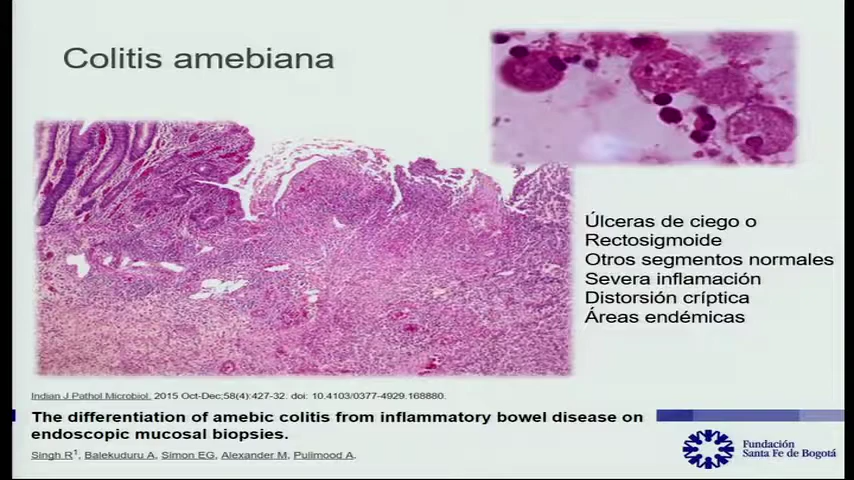 Colitis amebiana
Úlceras de ciego o
Rectosigmoide
Otros segmentos normales
Severa inflamación
Distorsión críptica
Áreas endémicas
Indian J Pathol Microbiol. 2015 Oct-Dec;58(4):427-32. doi: 10.4103/0377-4929.168880.
The differentiation of amebic colitis from inflammatory bowel disease on
endoscopic mucosal biopsies.
Singh R1, Balekuduru A, Simon EG, Alexander M, Pulimood A.
Fundación
Santa Fe de Bogotá